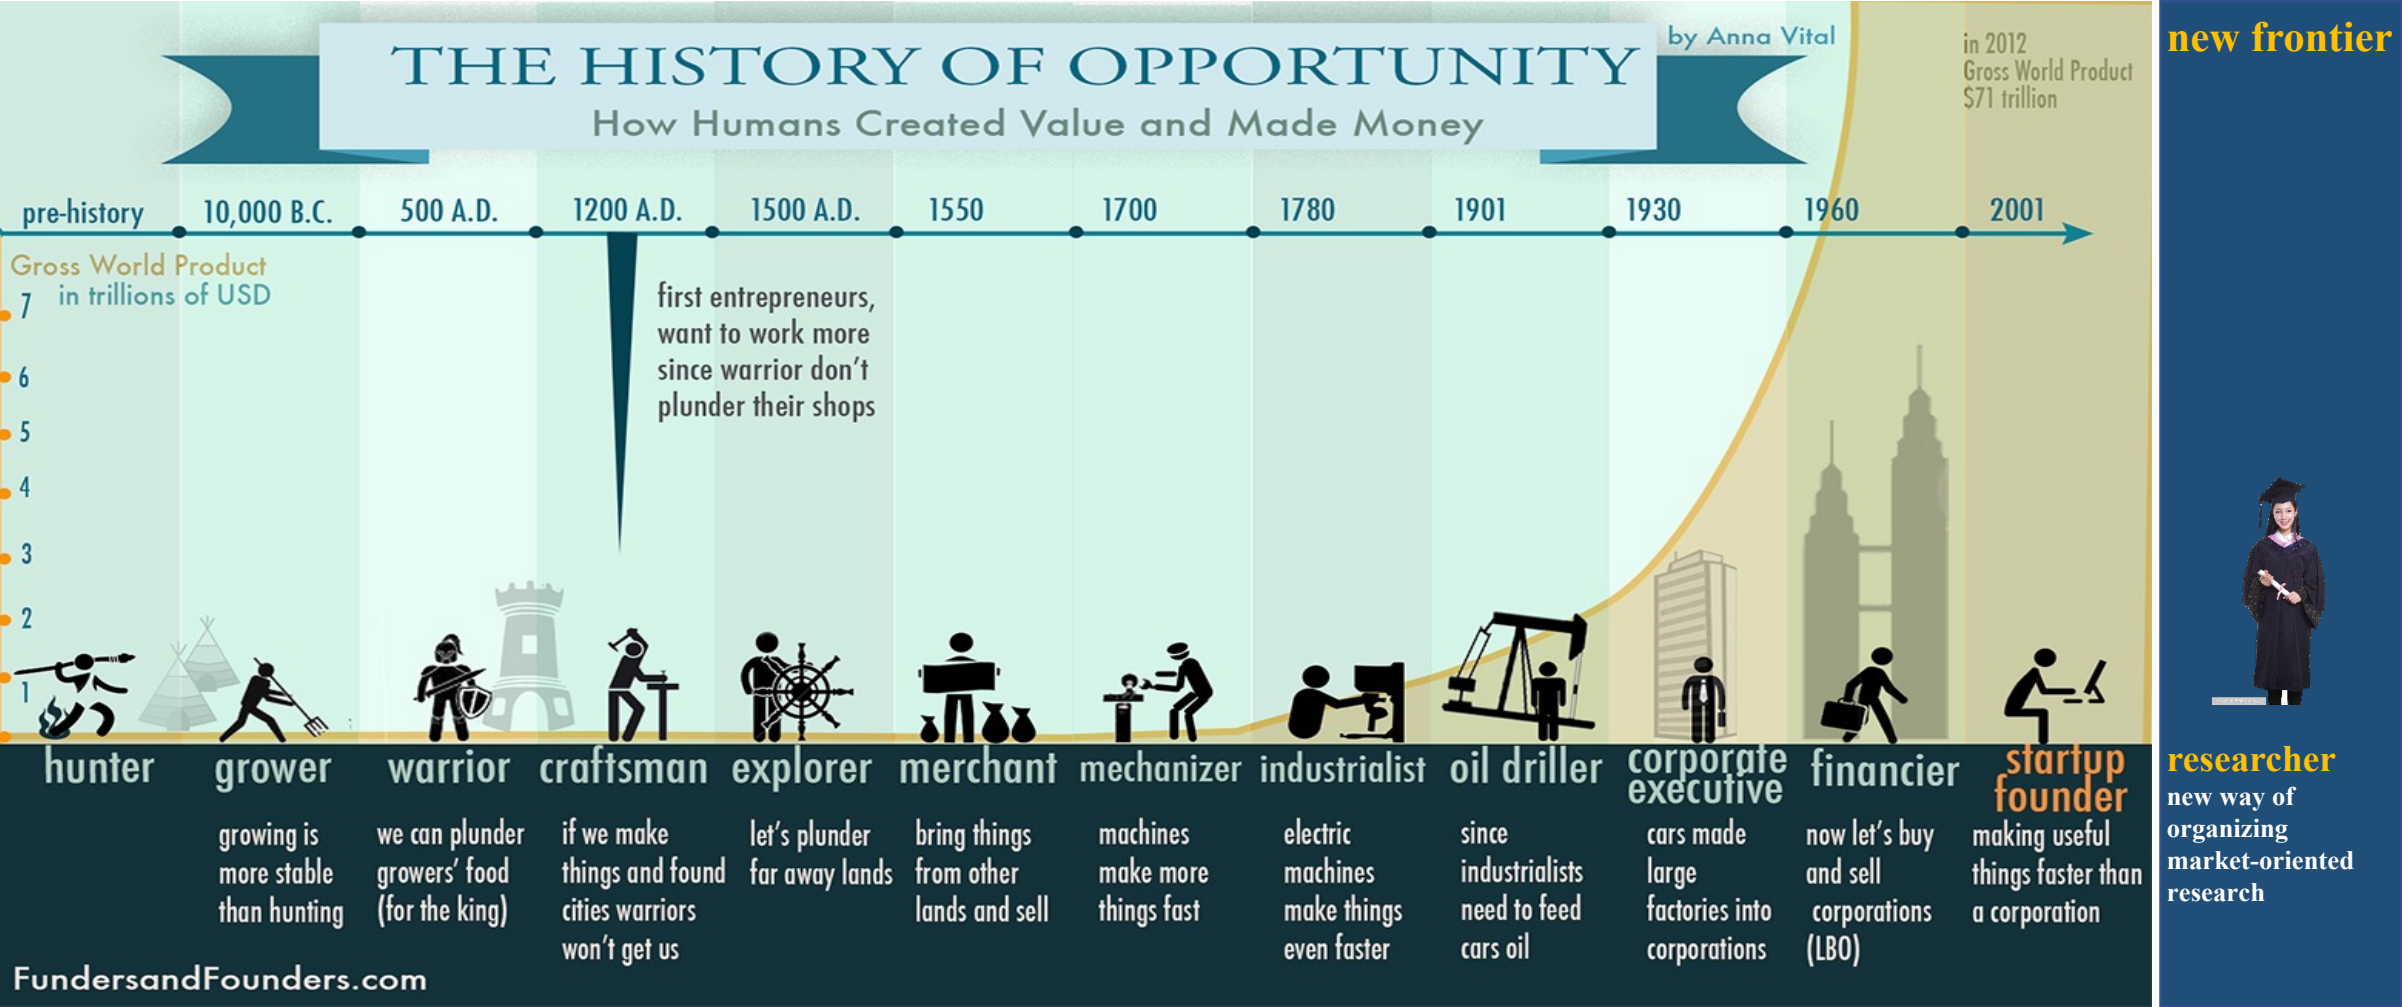 THE HISTORY OF OPPORTUNITY
How Humans Created Value and Made Money
by Anna Vital
in 2012
Gross World Product
$71 trillion
new frontier
pre-history
10,000 B.C.
500 A.D.
1200 A.D.
1500 A.D.
1550
1700
1780
1901
1930
1960
2001
Gross World Product
in trillions of USD
7
6
5
4
3
2
1
first entrepreneurs,
want to work more
since warrior don't
plunder their shops
hunter
grower
growing is
more stable
than hunting
warrior
we can plunder
growers' food
(for the king)
craftsman
if we make
things and found
cities warriors
won't get us
explorer
let's plunder
far away lands
merchant
bring things
from other
lands and sell
mechanizer
machines
make more
things fast
industrialist
electric
machines
make things
even faster
oil driller
since
industrialists
need to feed
cars oil
corporate
executive
cars made
large
factories into
corporations
financier
now let's buy
and sell
corporations
(LBO)
startup
founder
making useful
things faster than
a corporation
researcher
new way of
organizing
market-oriented
research
FundersandFounders.com